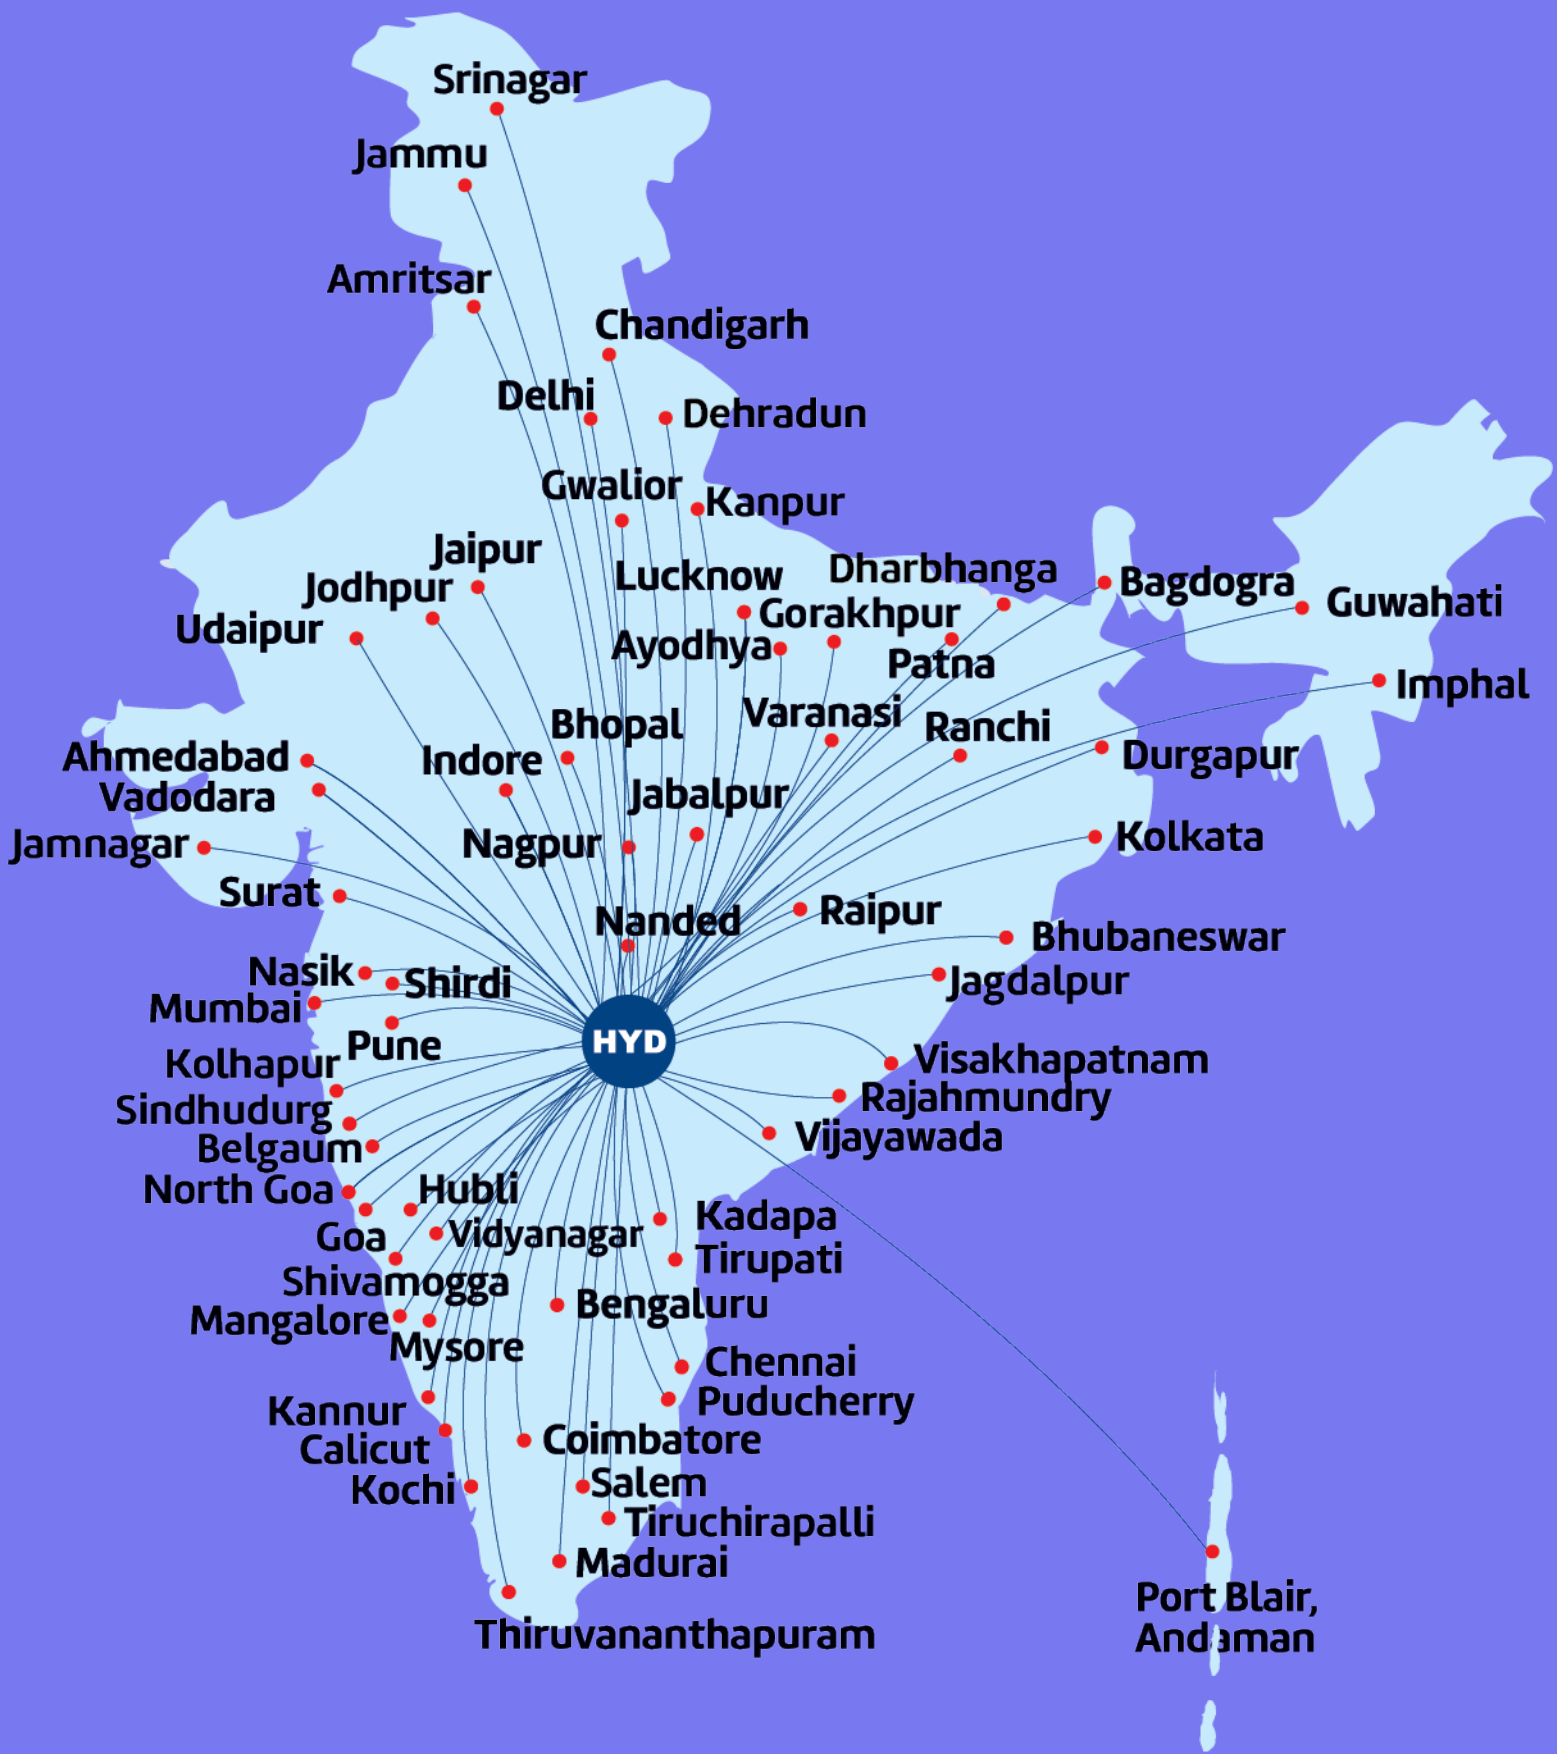 Srinagar
Jammu
Amritsar
Chandigarh
Delhi
Dehradun
Gwalior
Kanpur
Jaipur
Lucknow
Dharbhanga
Bagdogra
Jodhpur
Gorakhpur
Guwahati
Udaipur
Ayodhya
Patna
Imphal
Bhopal
Varanasi
Ranchi
Ahmedabad
Indore
Durgapur
Vadodara
Jabalpur
Jamnagar
Nagpur
Kolkata
Surat
Nanded
Raipur
Bhubaneswar
Nasik
Shirdi
Jagdalpur
Mumbai
HYD
Pune
Kolhapur
Visakhapatnam
Sindhudurg
Rajahmundry
Belgaum
Vijayawada
North Goa
Hubli
Kadapa
Goa
Vidyanagar
Tirupati
Shivamogga
Bengaluru
Mangalore
Mysore
Chennai
Kannur
Puducherry
Calicut
Coimbatore
Kochi
Salem
Tiruchirapalli
Madurai
Port Blair,
Andaman
Thiruvananthapuram